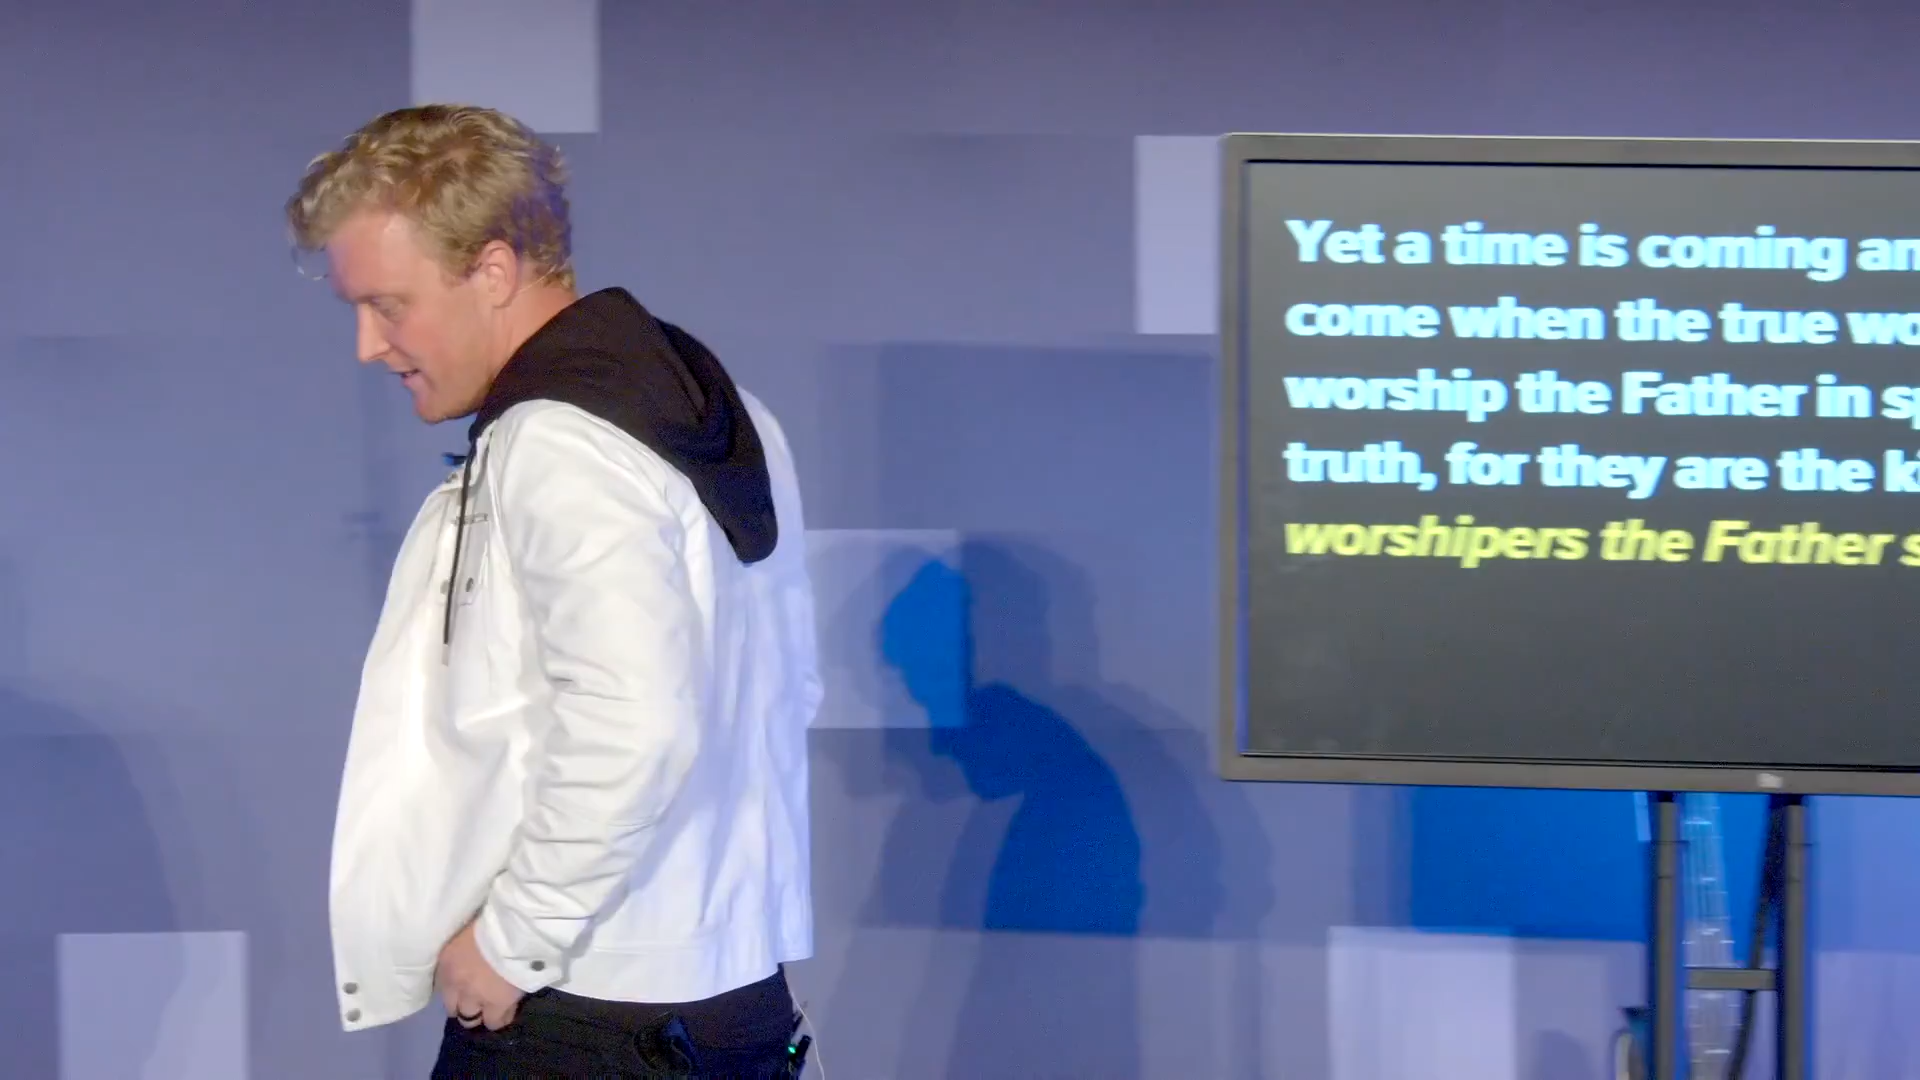 Yet a time is coming an
come when the true wo
worship the Father in sp
truth, for they are the ki
worshipers the Father s